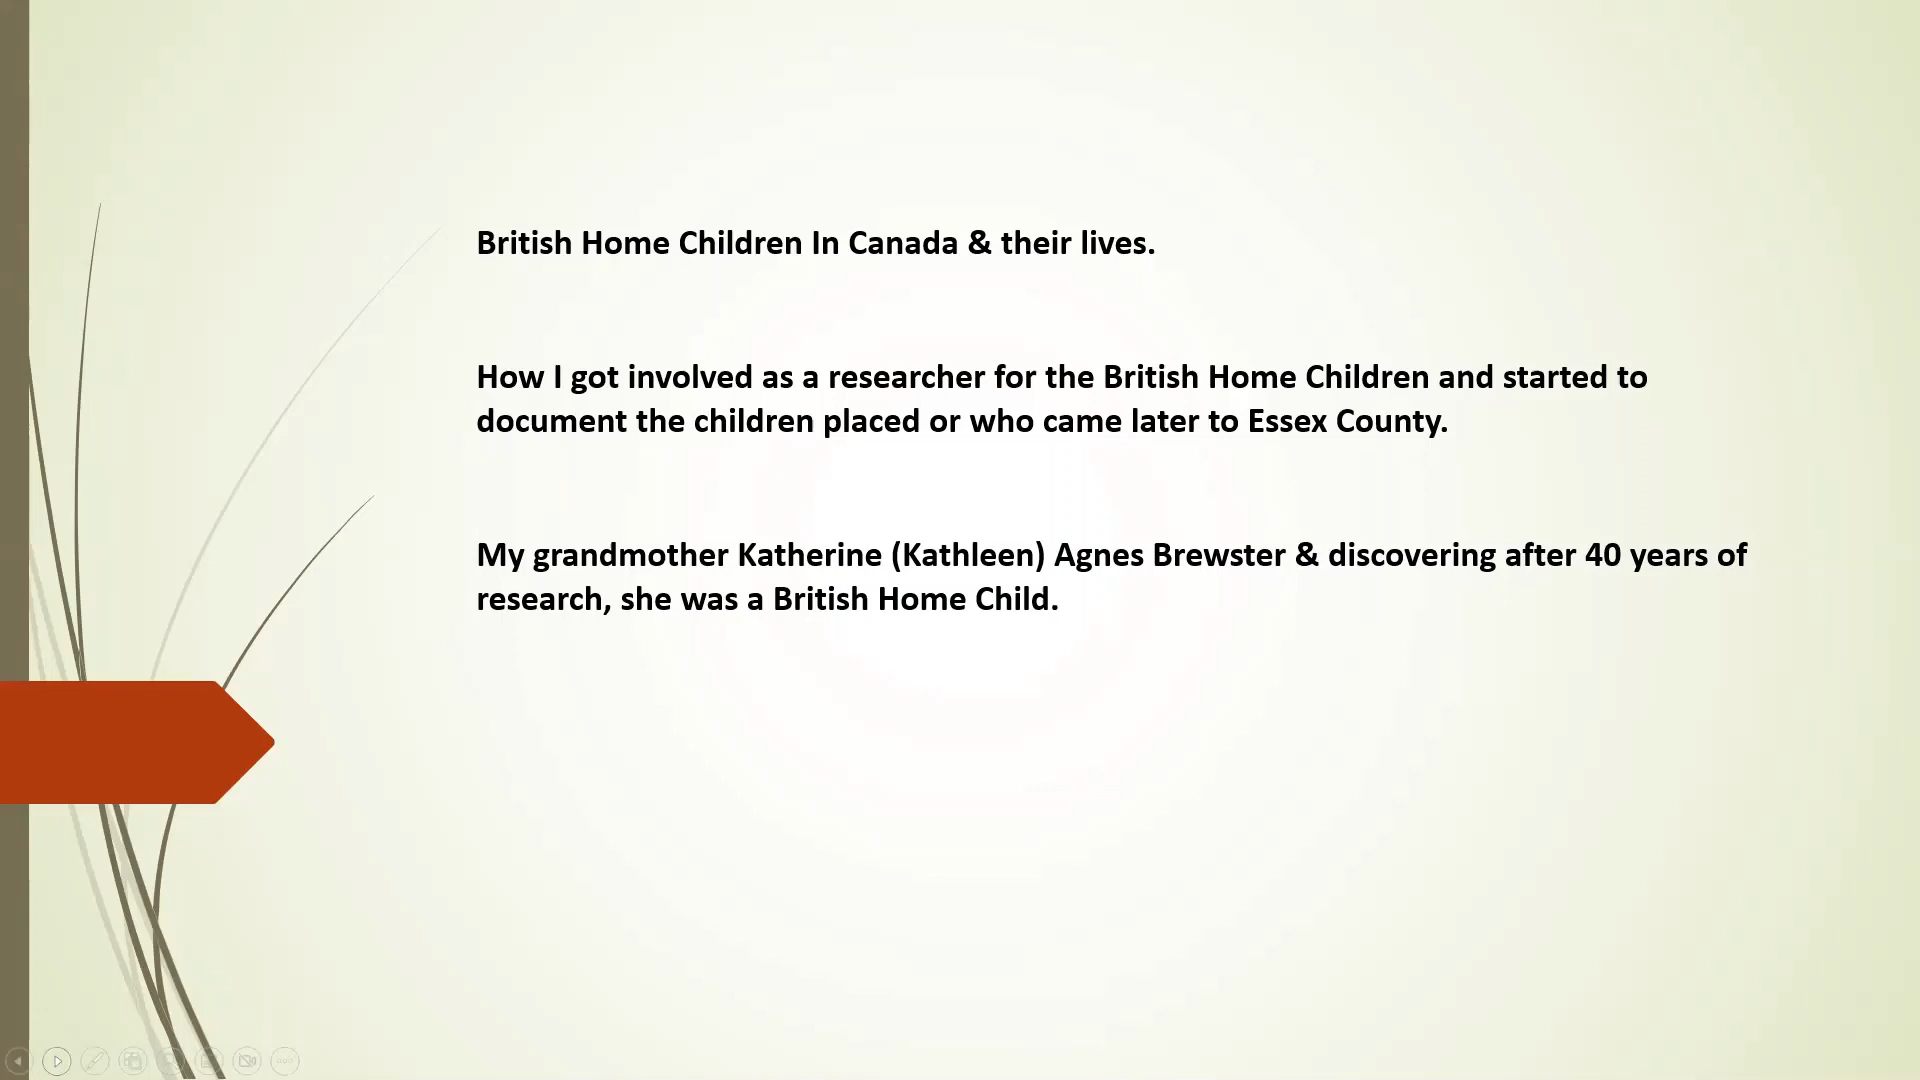 British Home Children In Canada & their lives.
How I got involved as a researcher for the British Home Children and started to
document the children placed or who came later to Essex County.
My grandmother Katherine (Kathleen) Agnes Brewster & discovering after 40 years of
research, she was a British Home Child.